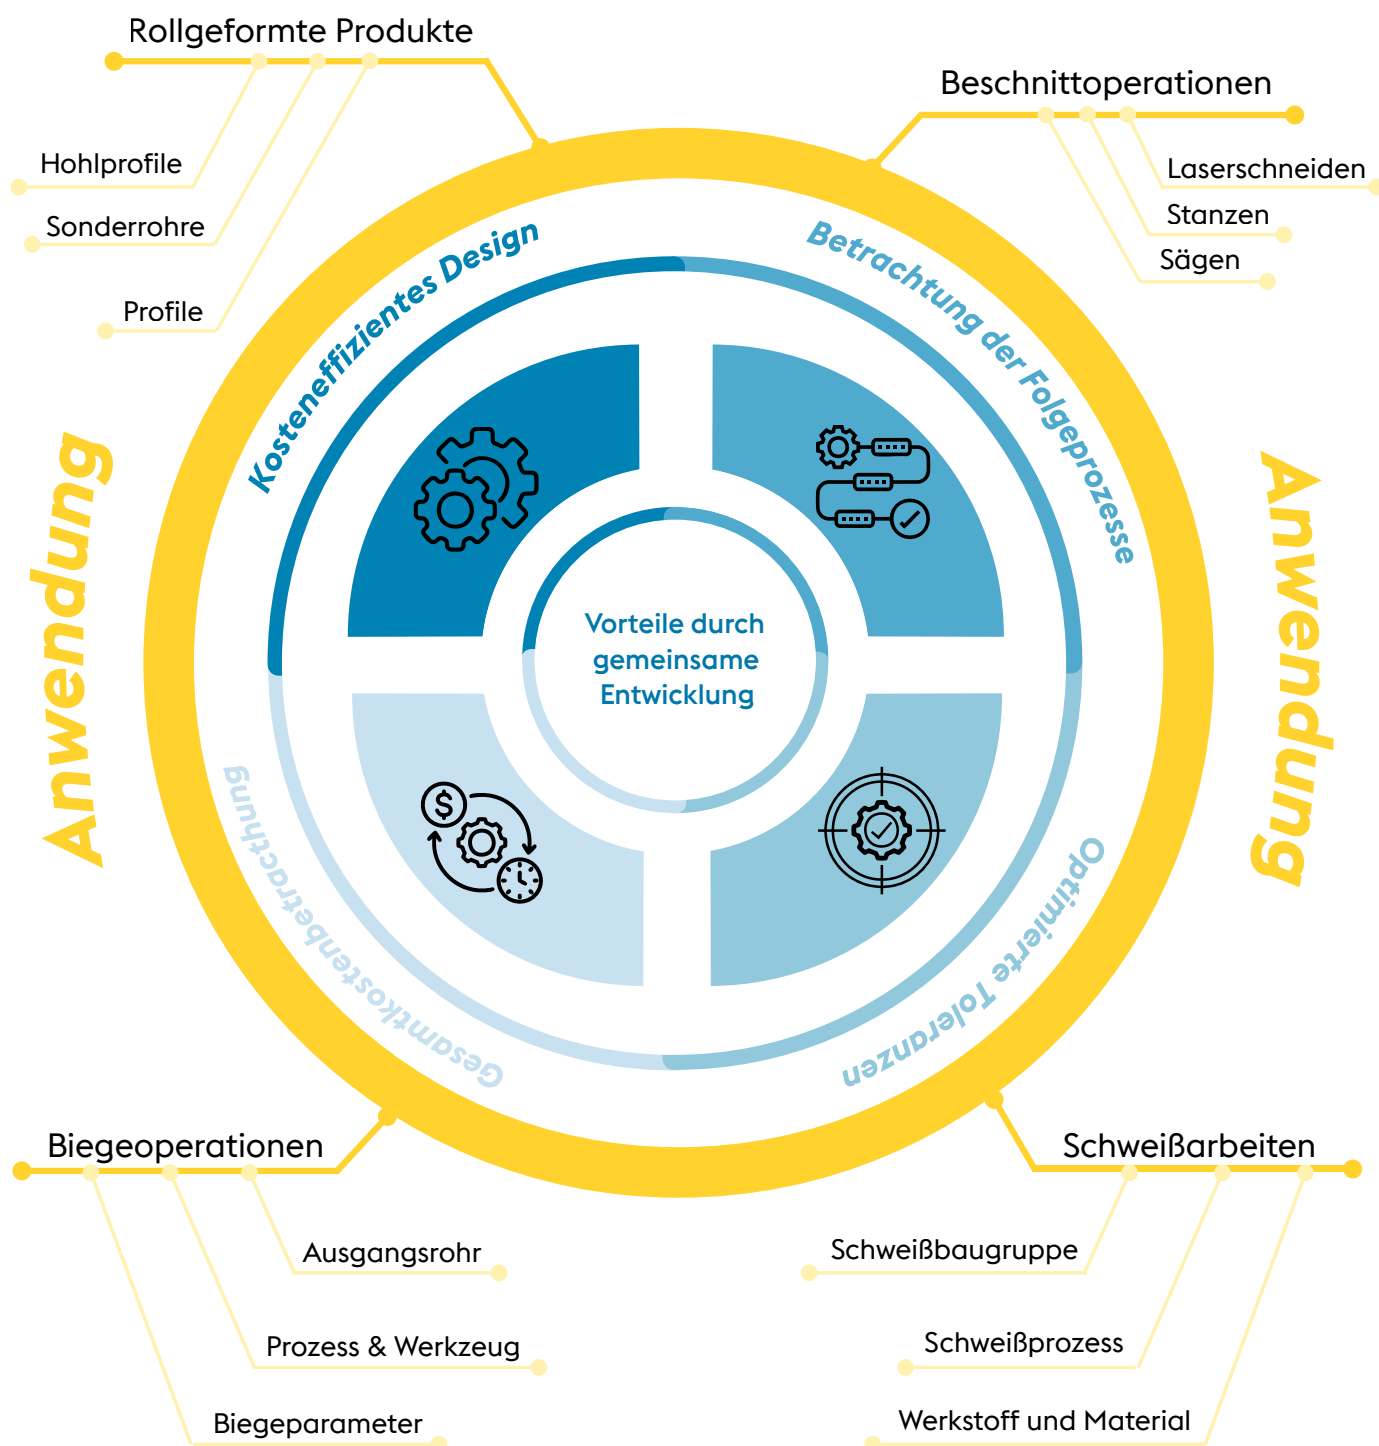 Rollgeformte Produkte
Hohlprofile
Sonderrohre
Profile
Beschnittoperationen
Laserschneiden
Stanzen
Sägen
Anwendung
Kosteneffizientes Design
Betrachtung der Folgeprozesse
Anwendung
Vorteile durch
gemeinsame
Entwicklung
$
Gesamtkostenbetracthung
Optimierte Toleranzen
Biegeoperationen
Ausgangsrohr
Prozess & Werkzeug
Biegeparameter
Schweißarbeiten
Schweißbaugruppe
Schweißprozess
Werkstoff und Material